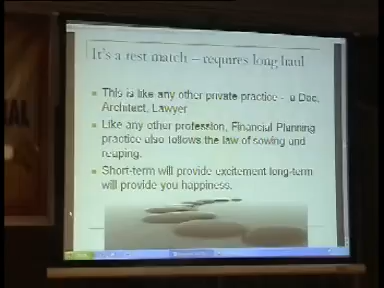 It's a test match – requires long haul
This is like any other private practice - a Doc,
Architect, Lawyer
Like any other profession, Financial Planning
practice also follows the law of sowing and
reaping.
Short-term will provide excitement long-term
will provide you happiness.